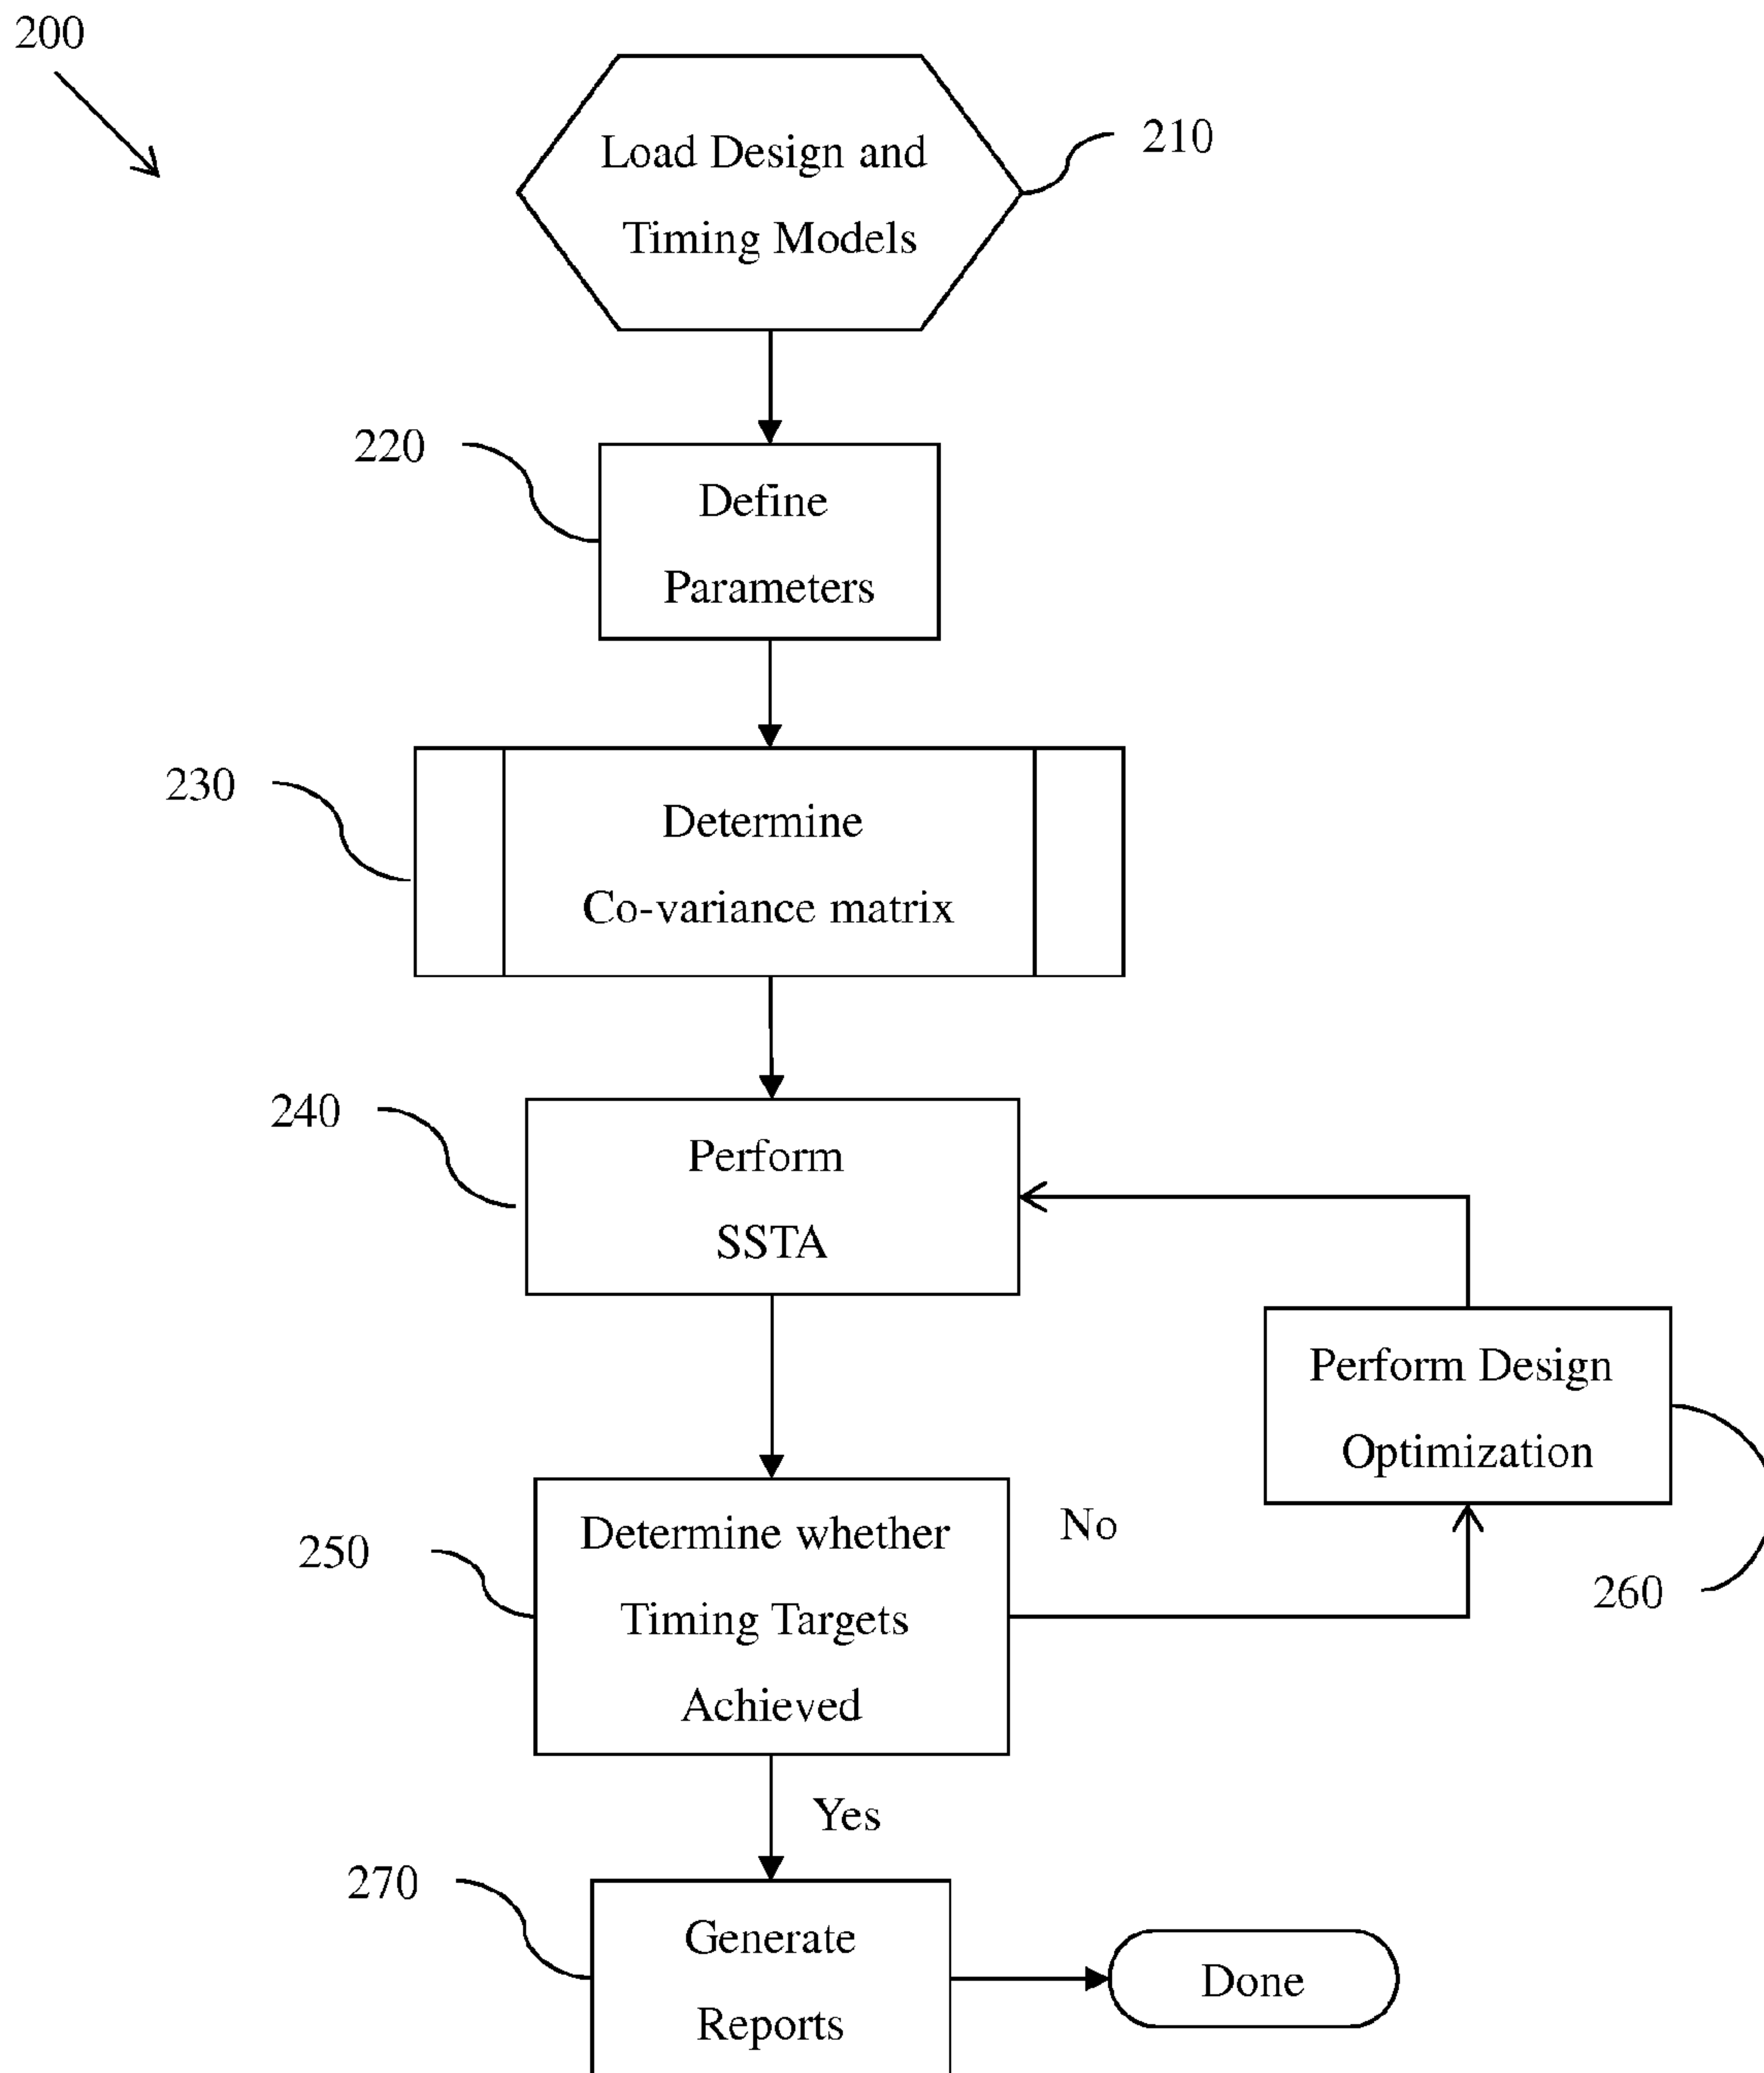 200
Load Design and
Timing Models
210
220
Define
Parameters
230
Determine
Co-variance matrix
240
Perform
SSTA
Perform Design
Optimization
260
250
Determine whether
Timing Targets
Achieved
No
Yes
270
Generate
Reports
Done